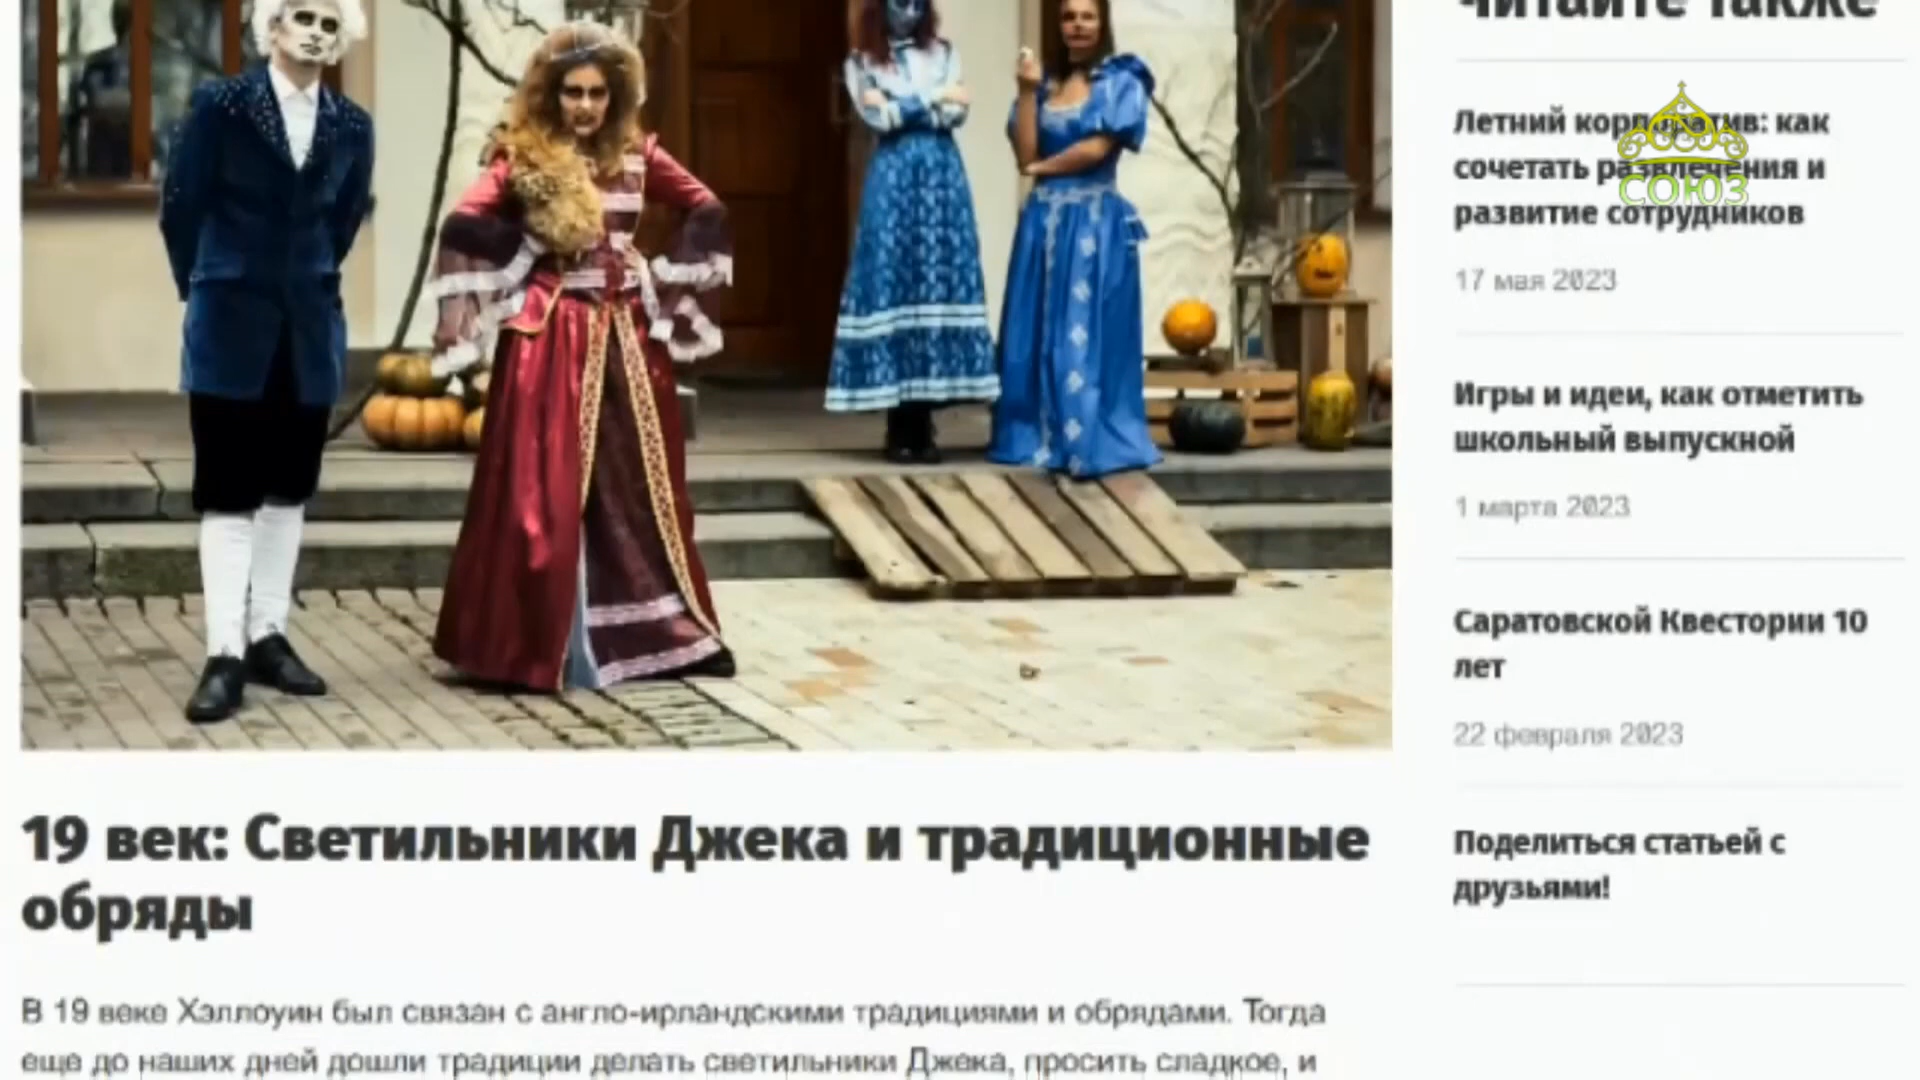 Читайте также
Летний корпоратив: как
сочетать развлечения и
развитие сотрудников
17 мая 2023
СОЮЗ
Игры и идеи, как отметить
школьный выпускной
1 марта 2023
Саратовской Квестории 10
лет
22 февраля 2023
Поделиться статьей с
друзьями!
19 век: Светильники Джека и традиционные
обряды
В 19 веке Хэллоуин был связан с англо-ирландскими традициями и обрядами. Тогда
еще до наших дней дошли традиции делать светильники Джека, просить сладкое, и